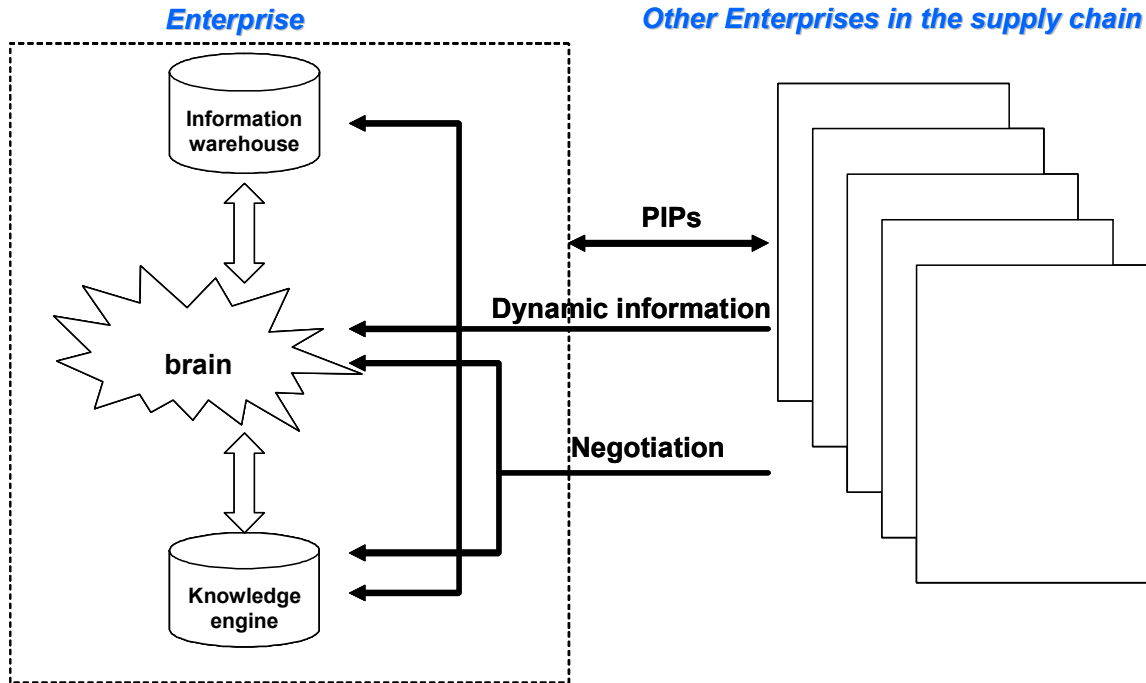 Enterprise
Other Enterprises in the supply chain
Information
warehouse
PIPs
Dynamic information
brain
Negotiation
Knowledge
engine